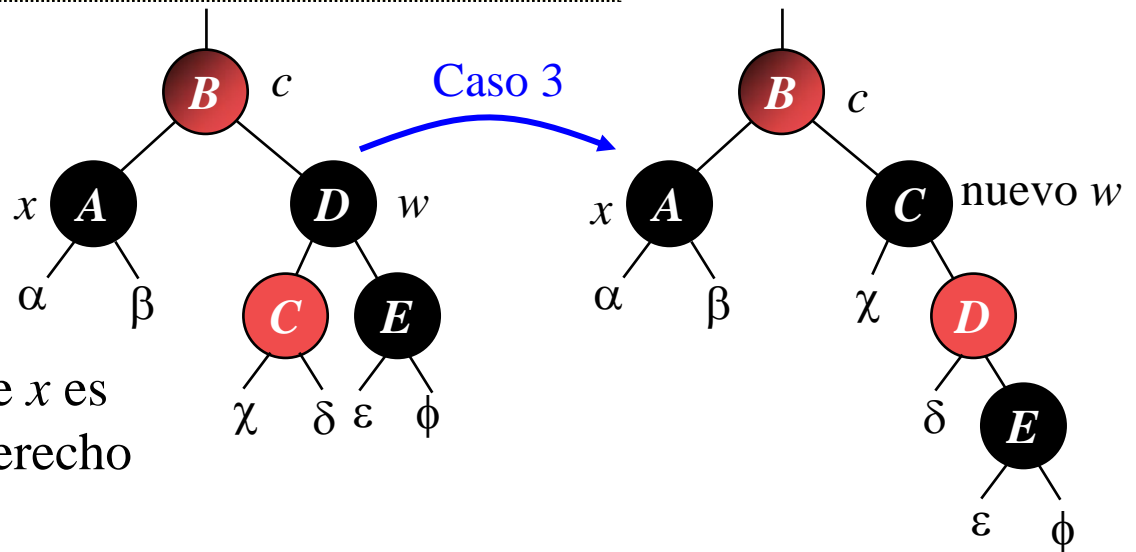 Caso 3
B c
B c
x A D w
x A C nuevo w
α β C E
α β χ D
χ δ ε φ
δ E
ε φ
e x es
erecho